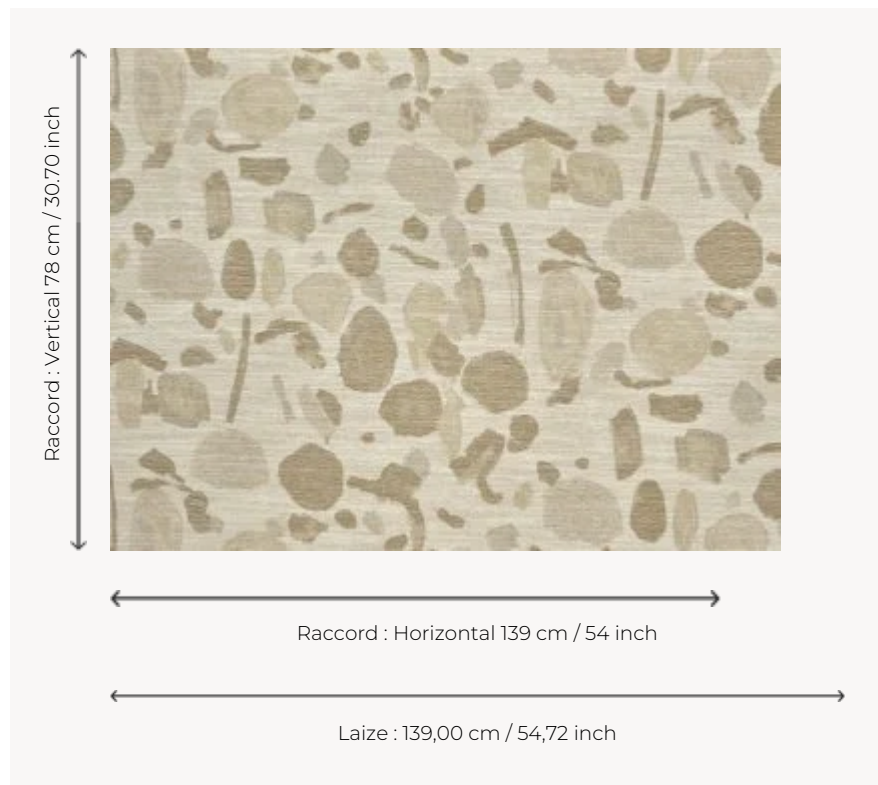 Raccord : Vertical 78 cm / 30.70 inch
Raccord : Horizontal 139 cm / 54 inch
Laize : 139,00 cm / 54,72 inch